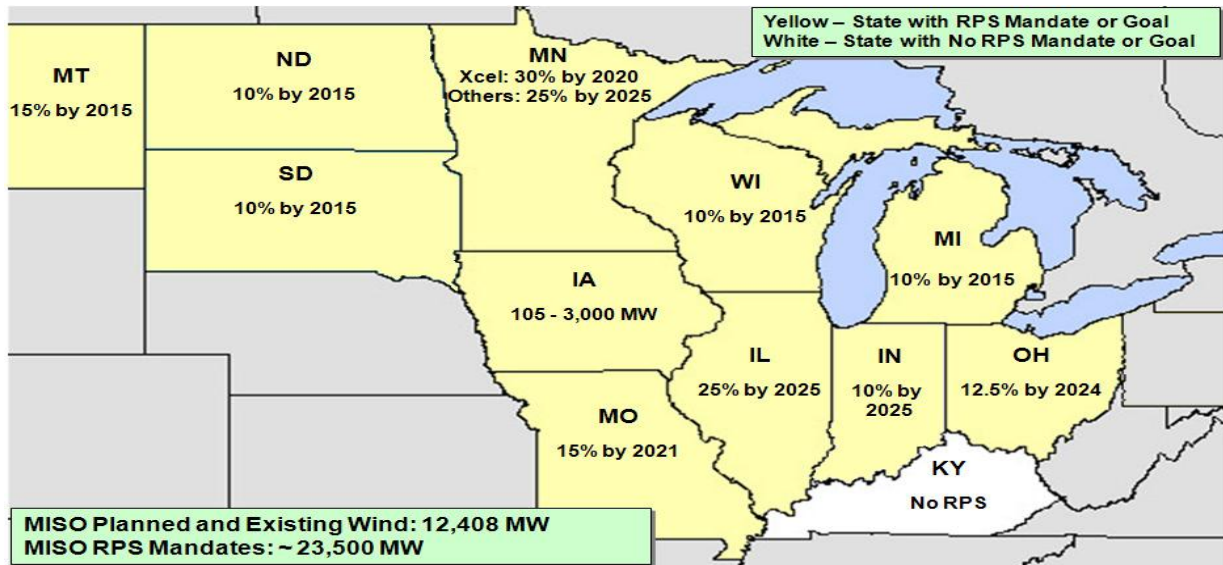 Yellow – State with RPS Mandate or Goal
White – State with No RPS Mandate or Goal
MT
15% by 2015
ND
10% by 2015
MN
Xcel: 30% by 2020
Others: 25% by 2025
SD
10% by 2015
WI
10% by 2015
MI
10% by 2015
IA
105 - 3,000 MW
IL
25% by 2025
IN
10% by
2025
OH
12.5% by 2024
MO
15% by 2021
KY
No RPS
MISO Planned and Existing Wind: 12,408 MW
MISO RPS Mandates: ~ 23,500 MW